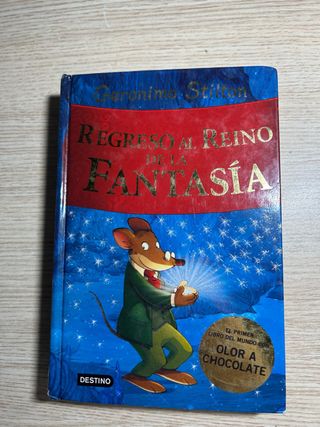 Geronimo Stilton
REGRESO AL REINO
DE LA
FANTASÍA
EL PRIMER
LIBRO DEL MUNDO CON
OLOR A
CHOCOLATE
DESTINO